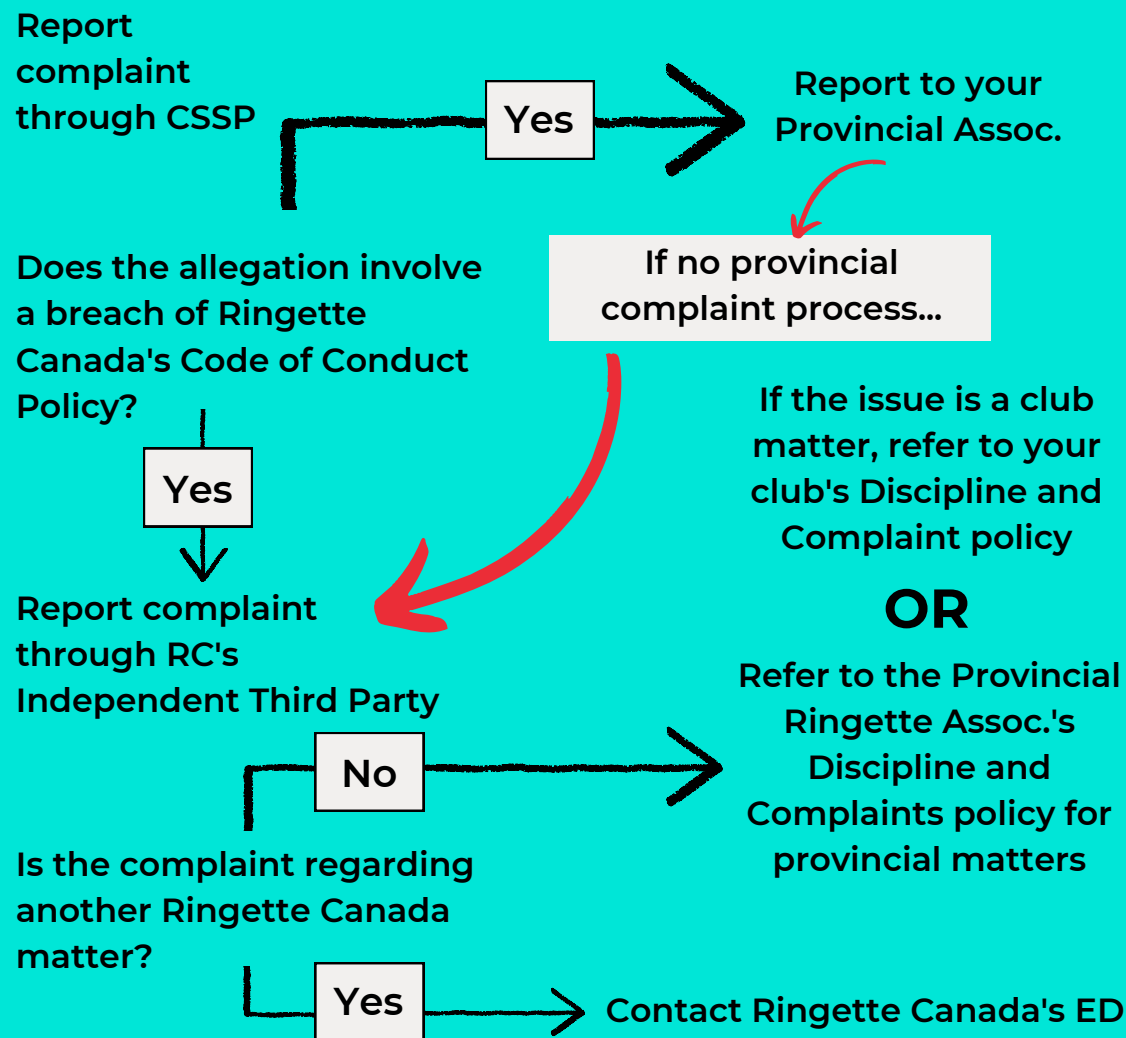 Report
complaint
through CSSP
Yes
Report to your
Provincial Assoc.
Does the allegation involve
a breach of Ringette
Canada's Code of Conduct
Policy?
If no provincial
complaint process...
Yes
If the issue is a club
matter, refer to your
club's Discipline and
Complaint policy
OR
Report complaint
through RC's
Independent Third Party
Refer to the Provincial
Ringette Assoc.'s
Discipline and
Complaints policy for
provincial matters
No
Is the complaint regarding
another Ringette Canada
matter?
Yes
Contact Ringette Canada's ED